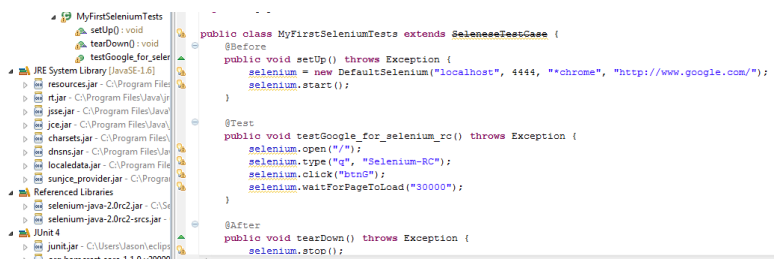 MyFirstSeleniumTests
setUp() : void
tearDown() : void
testGoogle_for_seler
JRE System Library [JavaSE-1.6]
resources.jar - C:\Program Files
rt.jar - C:\Program Files\Java\jr
jsse.jar - C:\Program Files\Java\
jce.jar - C:\Program Files\Java\
charsets.jar - C:\Program Files\
dnsns.jar - C:\Program Files\Ja
localedata.jar - C:\Program File
sunjce_provider.jar - C:\Progra
Referenced Libraries
selenium-java-2.0rc2.jar - C:\Se
selenium-java-2.0rc2-srcs.jar -
JUnit 4
junit.jar - C:\Users\Jason\eclips
public class MyFirstSeleniumTests extends SeleneseTestCase {
@Before
public void setUp() throws Exception {
selenium = new DefaultSelenium("localhost", 4444, "*chrome", "http://www.google.com/");
selenium.start();
}
@Test
public void testGoogle_for_selenium_rc() throws Exception {
selenium.open("/");
selenium.type("q", "Selenium-RC");
selenium.click("btnG");
selenium.waitForPageToLoad("30000");
}
@After
public void tearDown() throws Exception {
selenium.stop();